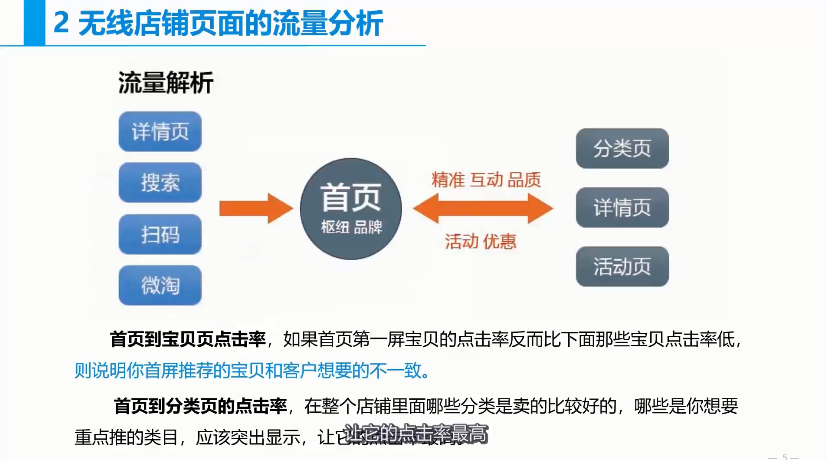 2 无线店铺页面的流量分析
流量解析
详情页
搜索
扫码
微淘
首页
枢纽 品牌
精准 互动 品质
活动 优惠
分类页
详情页
活动页
首页到宝贝页点击率，如果首页第一屏宝贝的点击率反而比下面那些宝贝点击率低，
则说明你首屏推荐的宝贝和客户想要的不一致。
首页到分类页的点击率，在整个店铺里面哪些分类是卖的比较好的，哪些是你想要
重点推的类目，应该突出显示，让它的点击率最高
让它的点击率最高
— 5 —